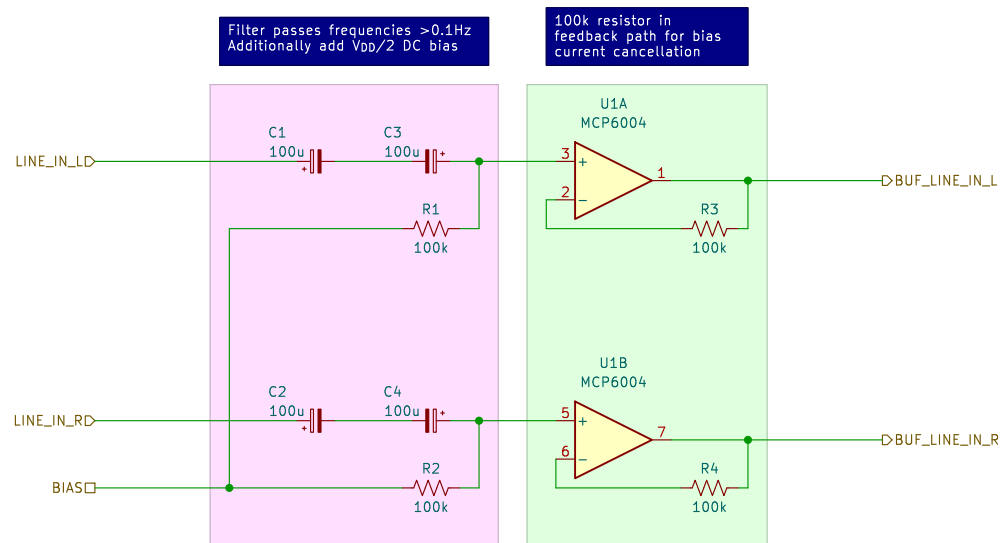 Filter passes frequencies >0.1Hz
Additionally add VDD/2 DC bias
100k resistor in
feedback path for bias
current cancellation
U1A
MCP6004
C1
100u
+
C3
100u
+
LINE_IN_L
3
+
2
−
1
BUF_LINE_IN_L
R1
100k
R3
100k
U1B
MCP6004
C2
100u
+
C4
100u
+
LINE_IN_R
5
+
6
−
7
BUF_LINE_IN_R
R2
100k
R4
100k
BIAS